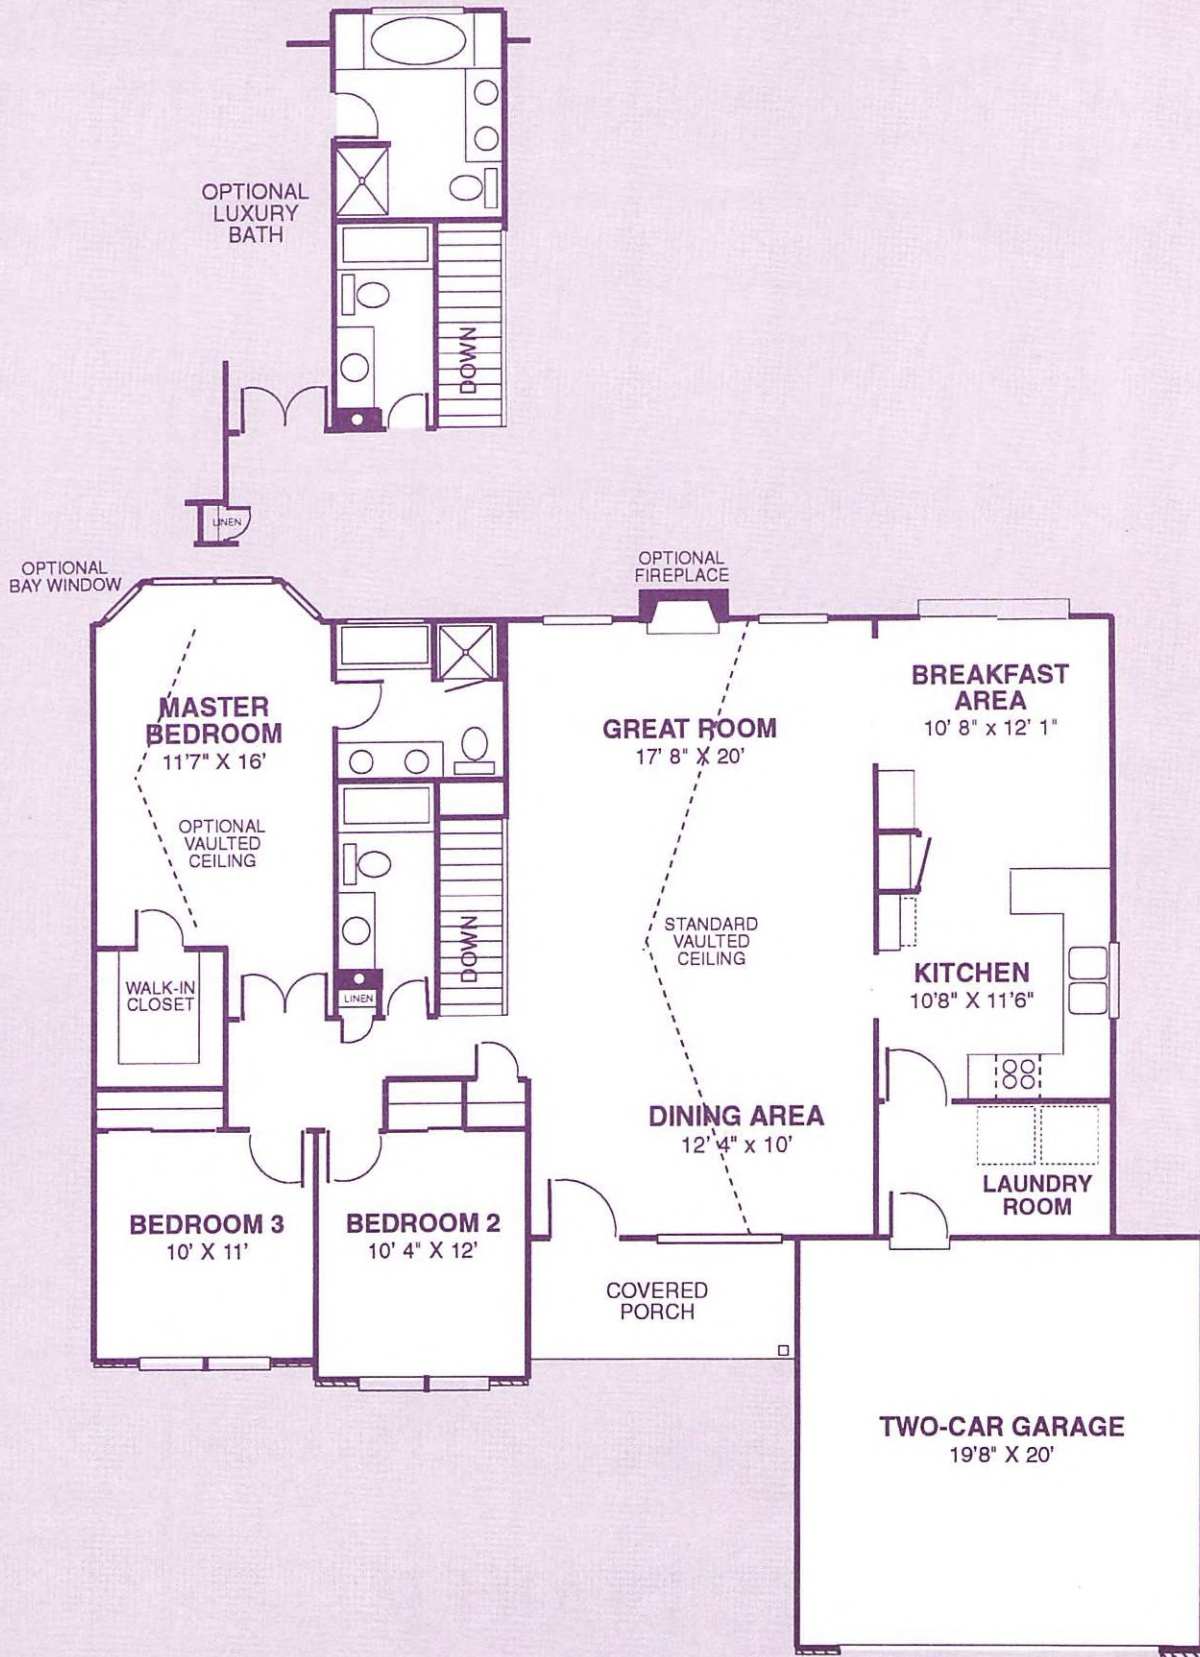 OPTIONAL
LUXURY
BATH
DOWN
LINEN
OPTIONAL
BAY WINDOW
OPTIONAL
FIREPLACE
MASTER
BEDROOM
11'7" X 16'
GREAT ROOM
17' 8" X 20'
BREAKFAST
AREA
10' 8" x 12' 1"
OPTIONAL
VAULTED
CEILING
STANDARD
VAULTED
CEILING
DOWN
WALK-IN
CLOSET
LINEN
KITCHEN
10'8" X 11'6"
DINING AREA
12' 4" x 10'
LAUNDRY
ROOM
BEDROOM 3
10' X 11'
BEDROOM 2
10' 4" X 12'
COVERED
PORCH
TWO-CAR GARAGE
19'8" X 20'